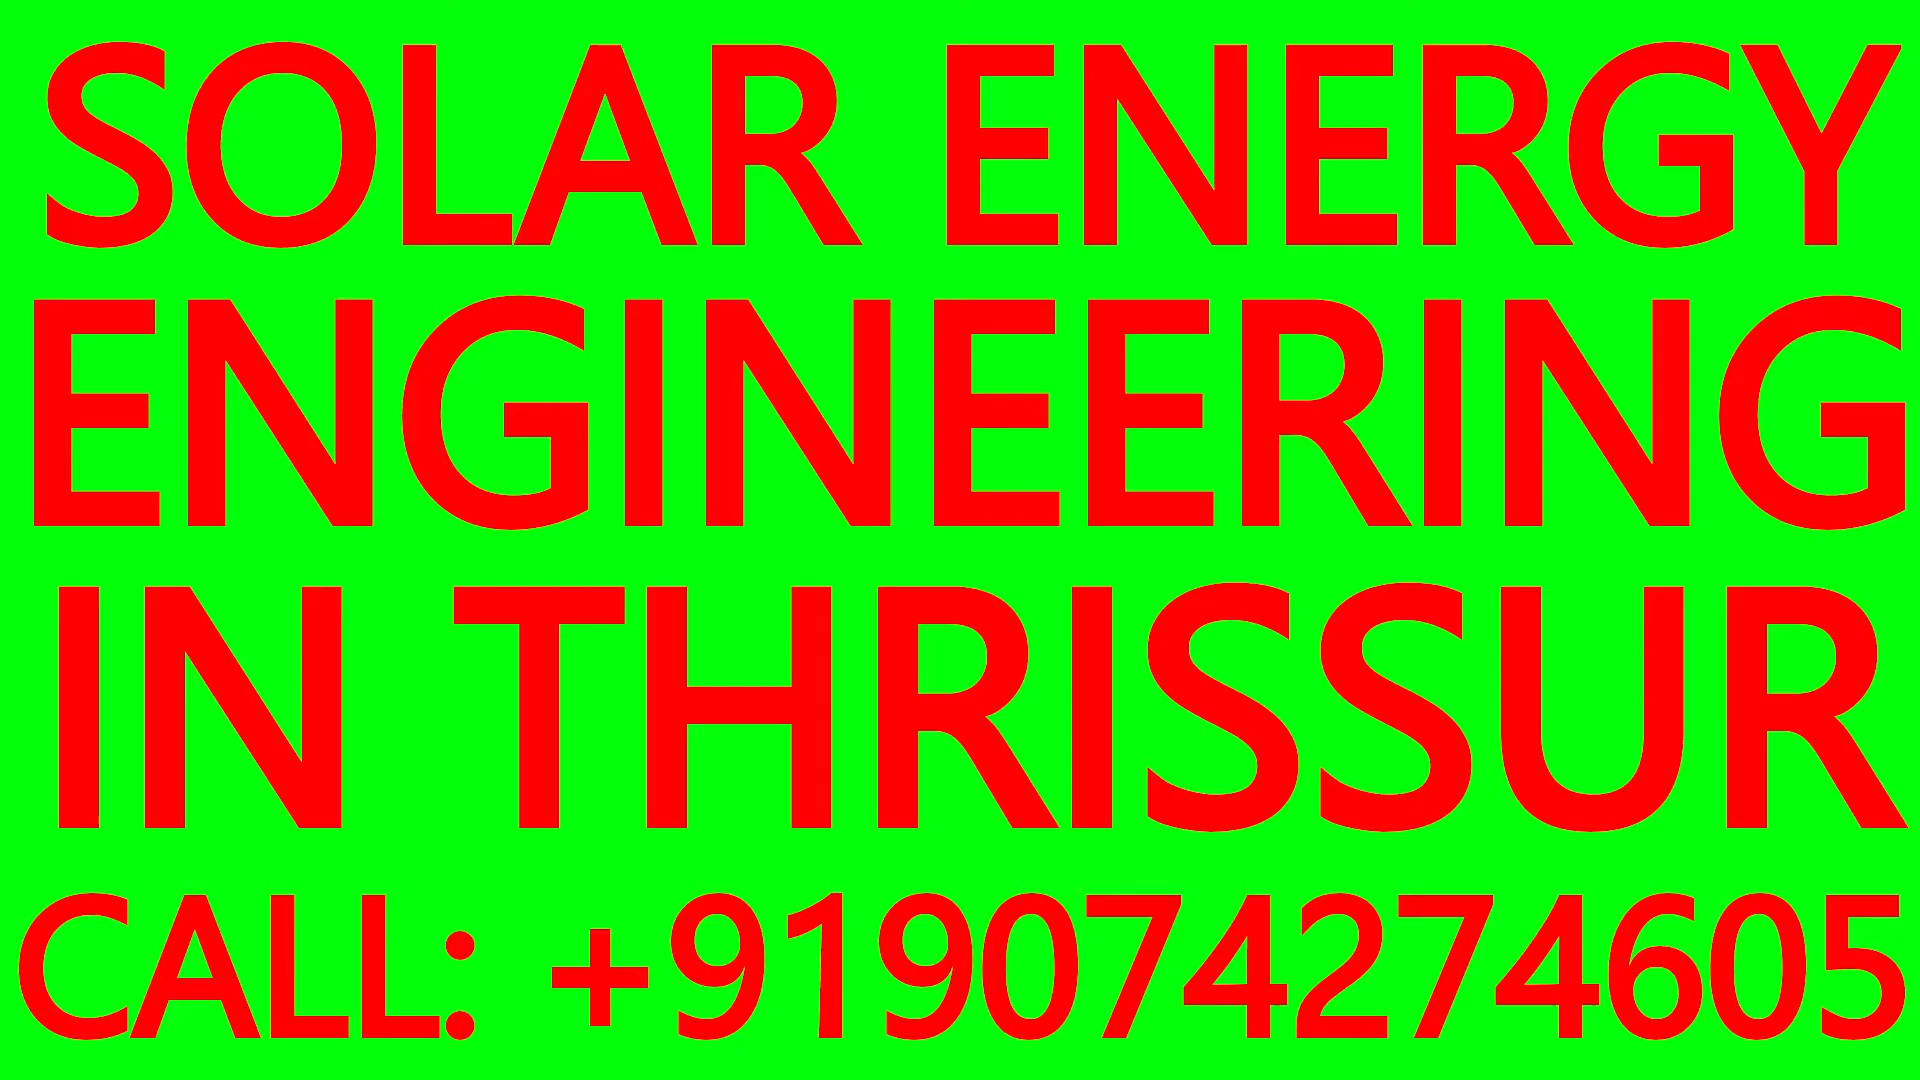 SOLAR ENERGY
ENGINEERING
IN THRISSUR
CALL: +919074274605